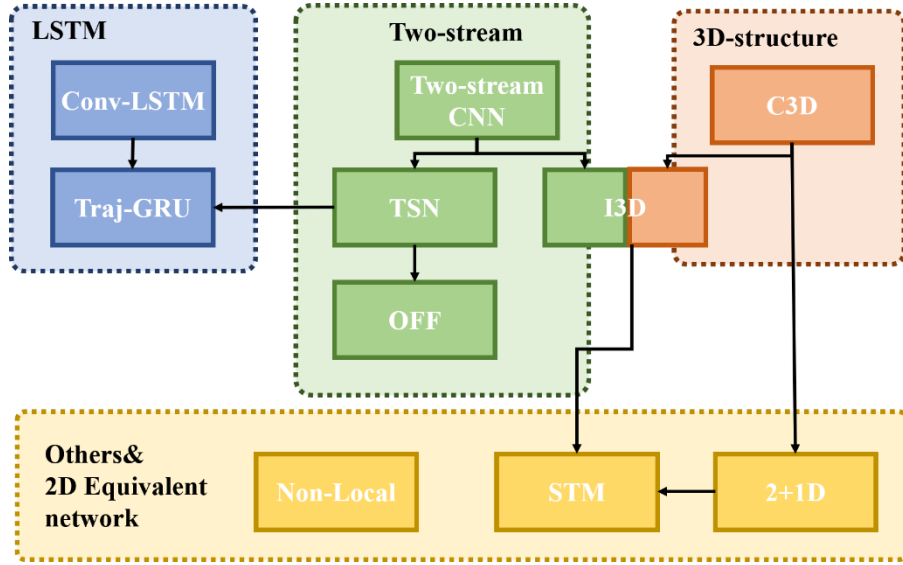 LSTM
Conv-LSTM
Traj-GRU
Two-stream
Two-stream
CNN
TSN
OFF
I3D
3D-structure
C3D
Others&
2D Equivalent
network
Non-Local
STM
2+1D